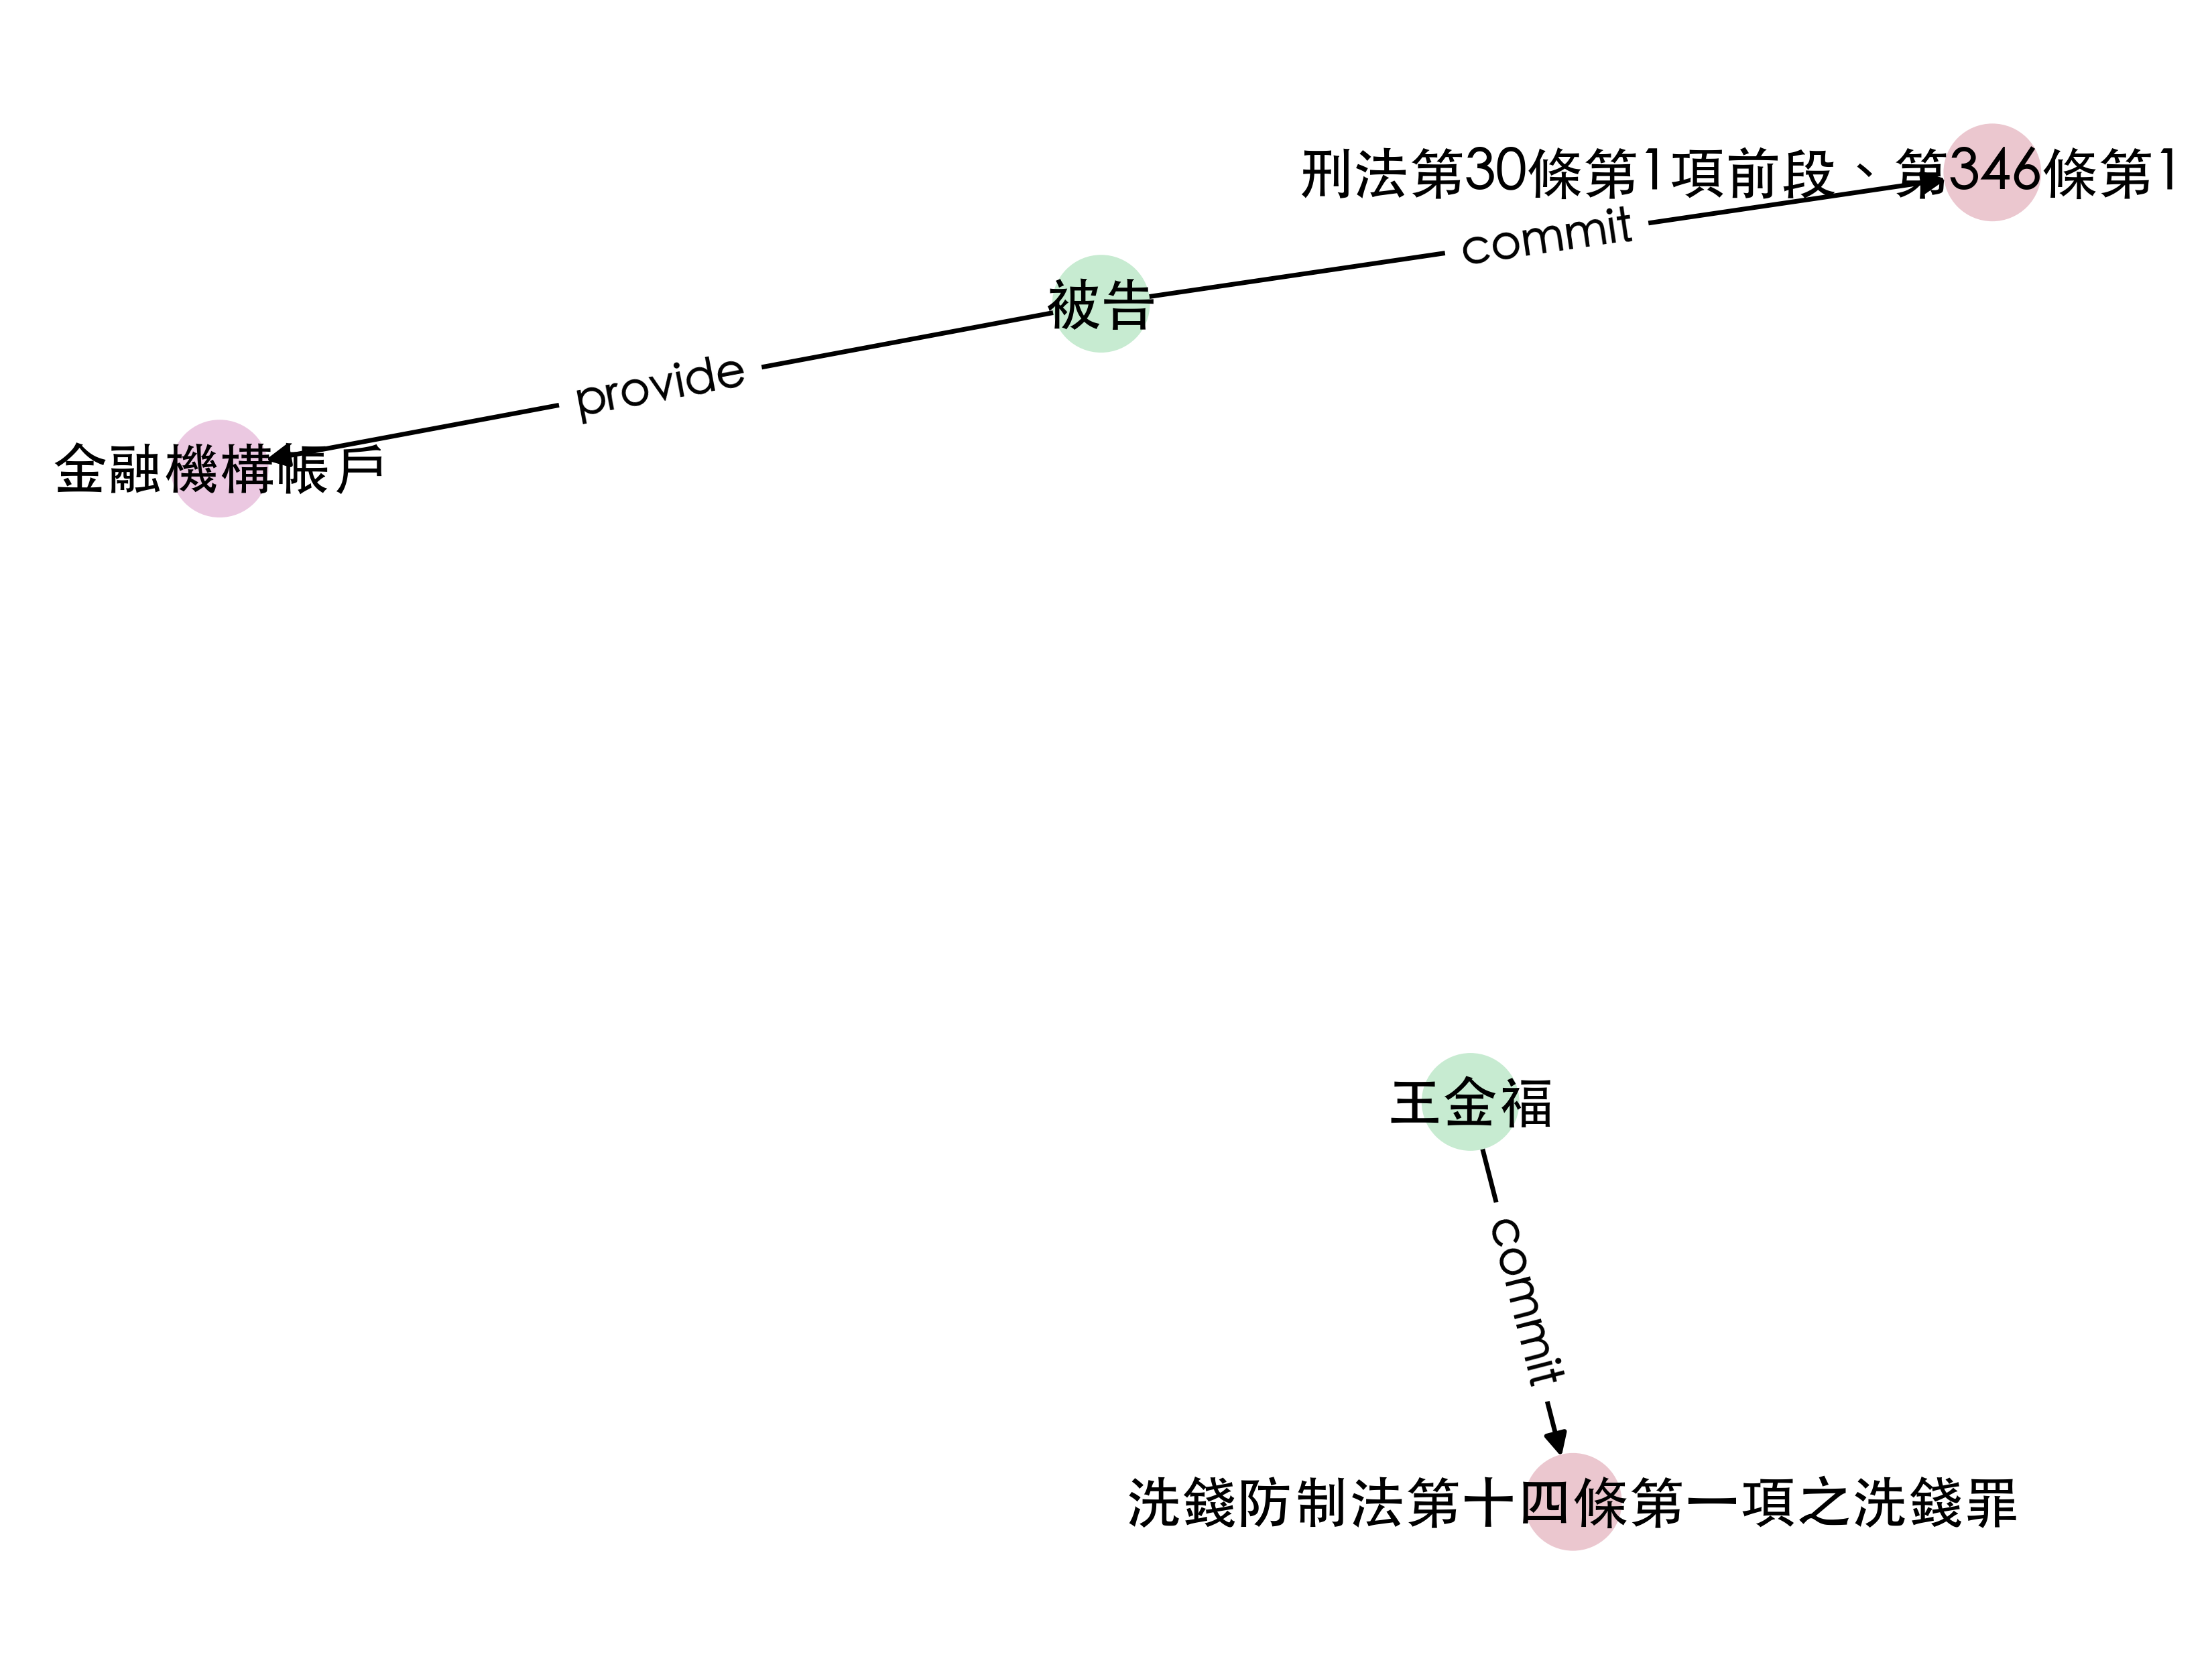 刑法第30條第1項前段、第346條第1
commit
被告
provide
金融機構帳戶
王金福
commit
洗錢防制法第十四條第一項之洗錢罪